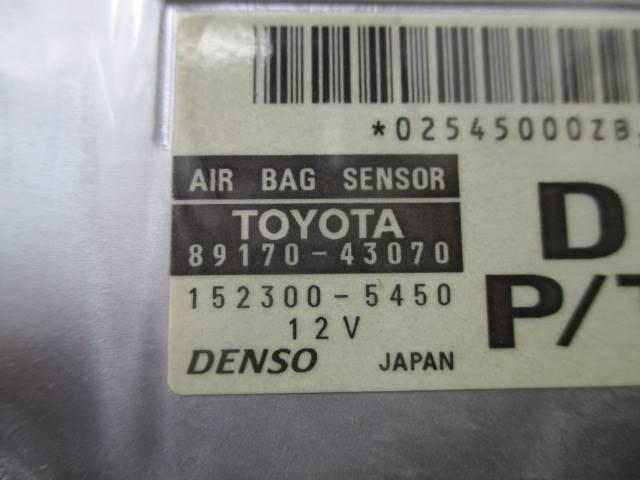 *02545000ZB
AIR BAG SENSOR
TOYOTA
89170-43070
152300-5450
12V
DENSO JAPAN
D
P/T